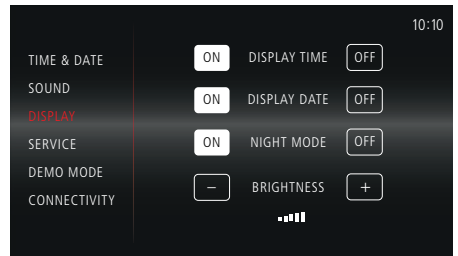 10:10
TIME & DATE
SOUND
DISPLAY
SERVICE
DEMO MODE
CONNECTIVITY
ON DISPLAY TIME OFF
ON DISPLAY DATE OFF
ON NIGHT MODE OFF
– BRIGHTNESS +